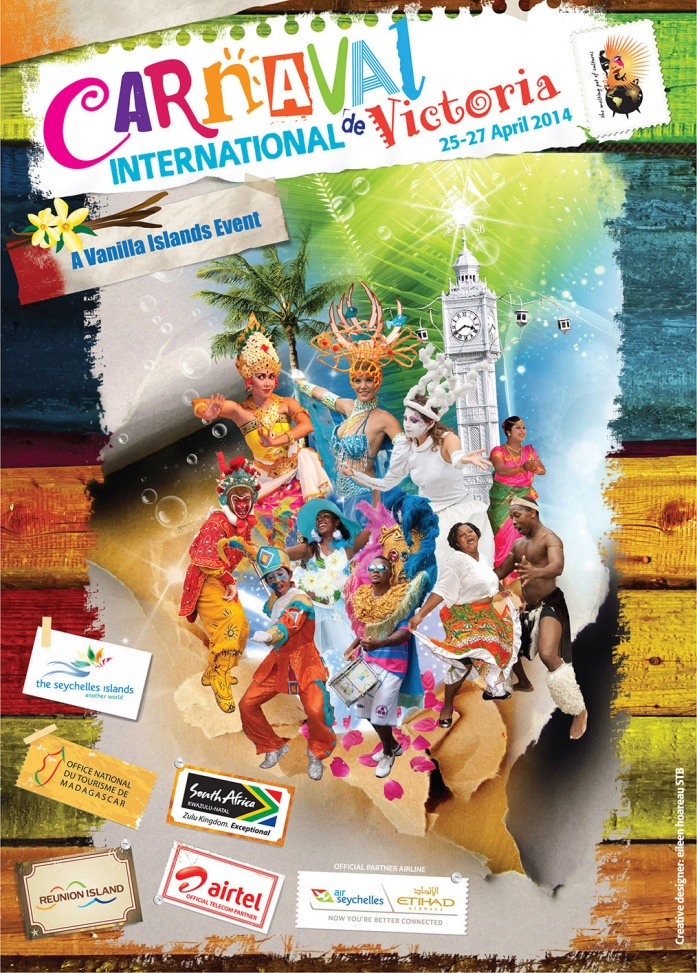 CARNAVAL
INTERNATIONAL de Victoria
25-27 April 2014
the melting pot of cultures
A Vanilla Islands Event
the seychelles islands
another world
OFFICE NATIONAL
DU TOURISME DE
MADAGASCAR
South Africa
KWAZULU-NATAL
Zulu Kingdom. Exceptional
REUNION ISLAND
airtel
OFFICIAL TELECOM PARTNER
OFFICIAL PARTNER AIRLINE
air
seychelles
الإتحاد
ETIHAD
AIRWAYS
NOW YOU'RE BETTER CONNECTED
Creative designer: eileen hoareau STB